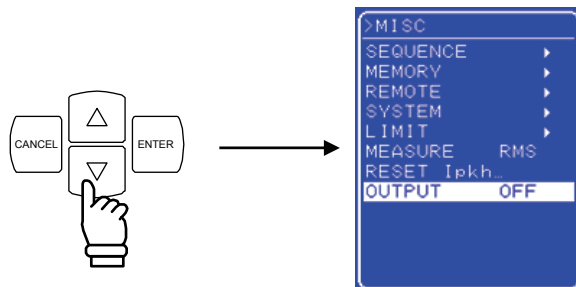 CANCEL
ENTER
>MISC
SEQUENCE
MEMORY
REMOTE
SYSTEM
LIMIT
MEASURE RMS
RESET Ipkh…
OUTPUT OFF